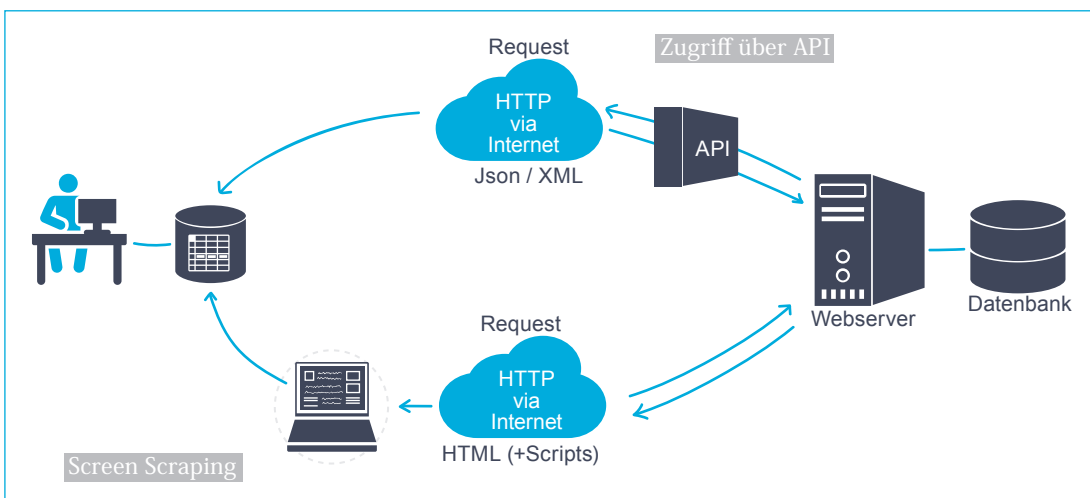 Request
Zugriff über API
HTTP
via
Internet
API
Json / XML
Webserver
Datenbank
Request
HTTP
via
Internet
HTML (+Scripts)
Screen Scraping